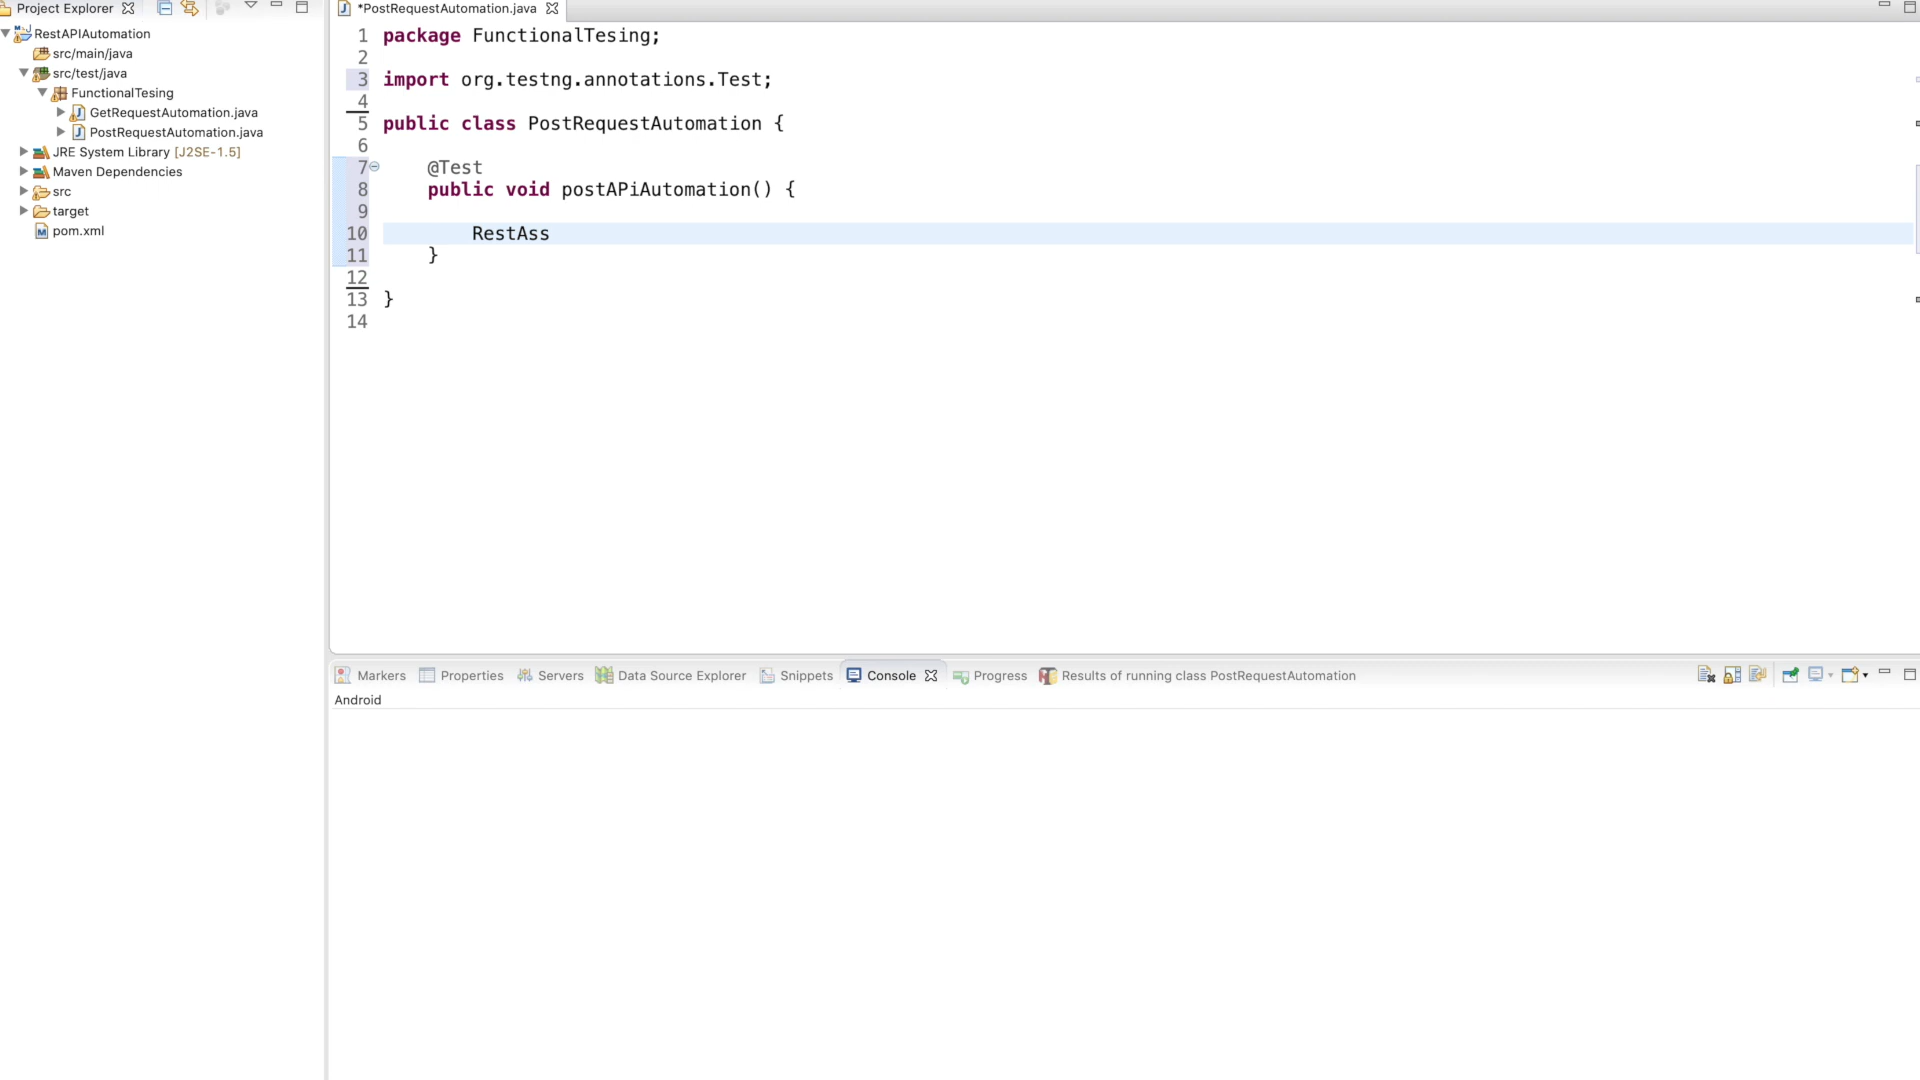 Project Explorer
RestAPIAutomation
src/main/java
src/test/java
FunctionalTesing
GetRequestAutomation.java
PostRequestAutomation.java
JRE System Library [J2SE-1.5]
Maven Dependencies
src
target
pom.xml
*PostRequestAutomation.java
1 package FunctionalTesing;
2
3 import org.testng.annotations.Test;
4
5 public class PostRequestAutomation {
6
7 @Test
8 public void postAPiAutomation() {
9
10 RestAss
11 }
12
13 }
14
Markers Properties Servers Data Source Explorer Snippets Console Progress Results of running class PostRequestAutomation
Android